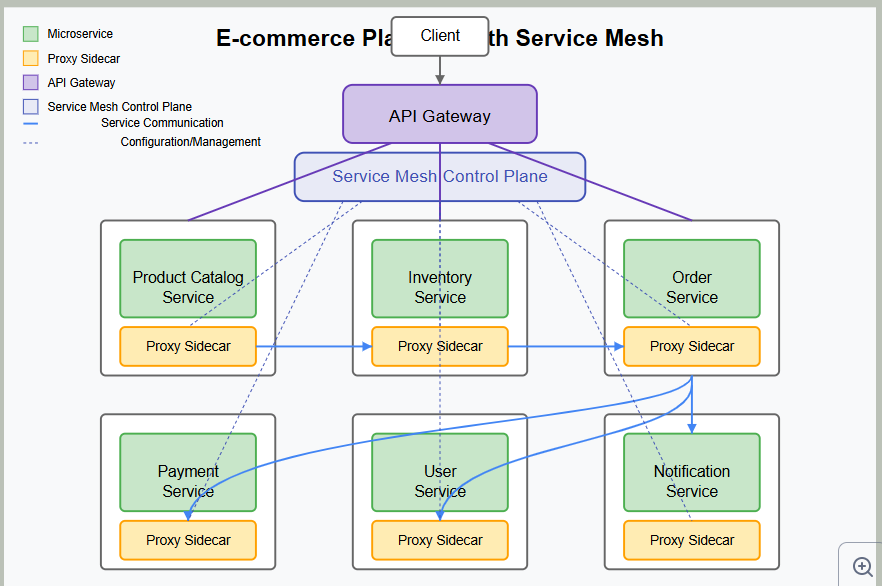 E-commerce Pla
th Service Mesh
Client
Microservice
Proxy Sidecar
API Gateway
Service Mesh Control Plane
Service Communication
Configuration/Management
API Gateway
Service Mesh Control Plane
Product Catalog
Service
Proxy Sidecar
Inventory
Service
Proxy Sidecar
Order
Service
Proxy Sidecar
Payment
Service
Proxy Sidecar
User
Service
Proxy Sidecar
Notification
Service
Proxy Sidecar